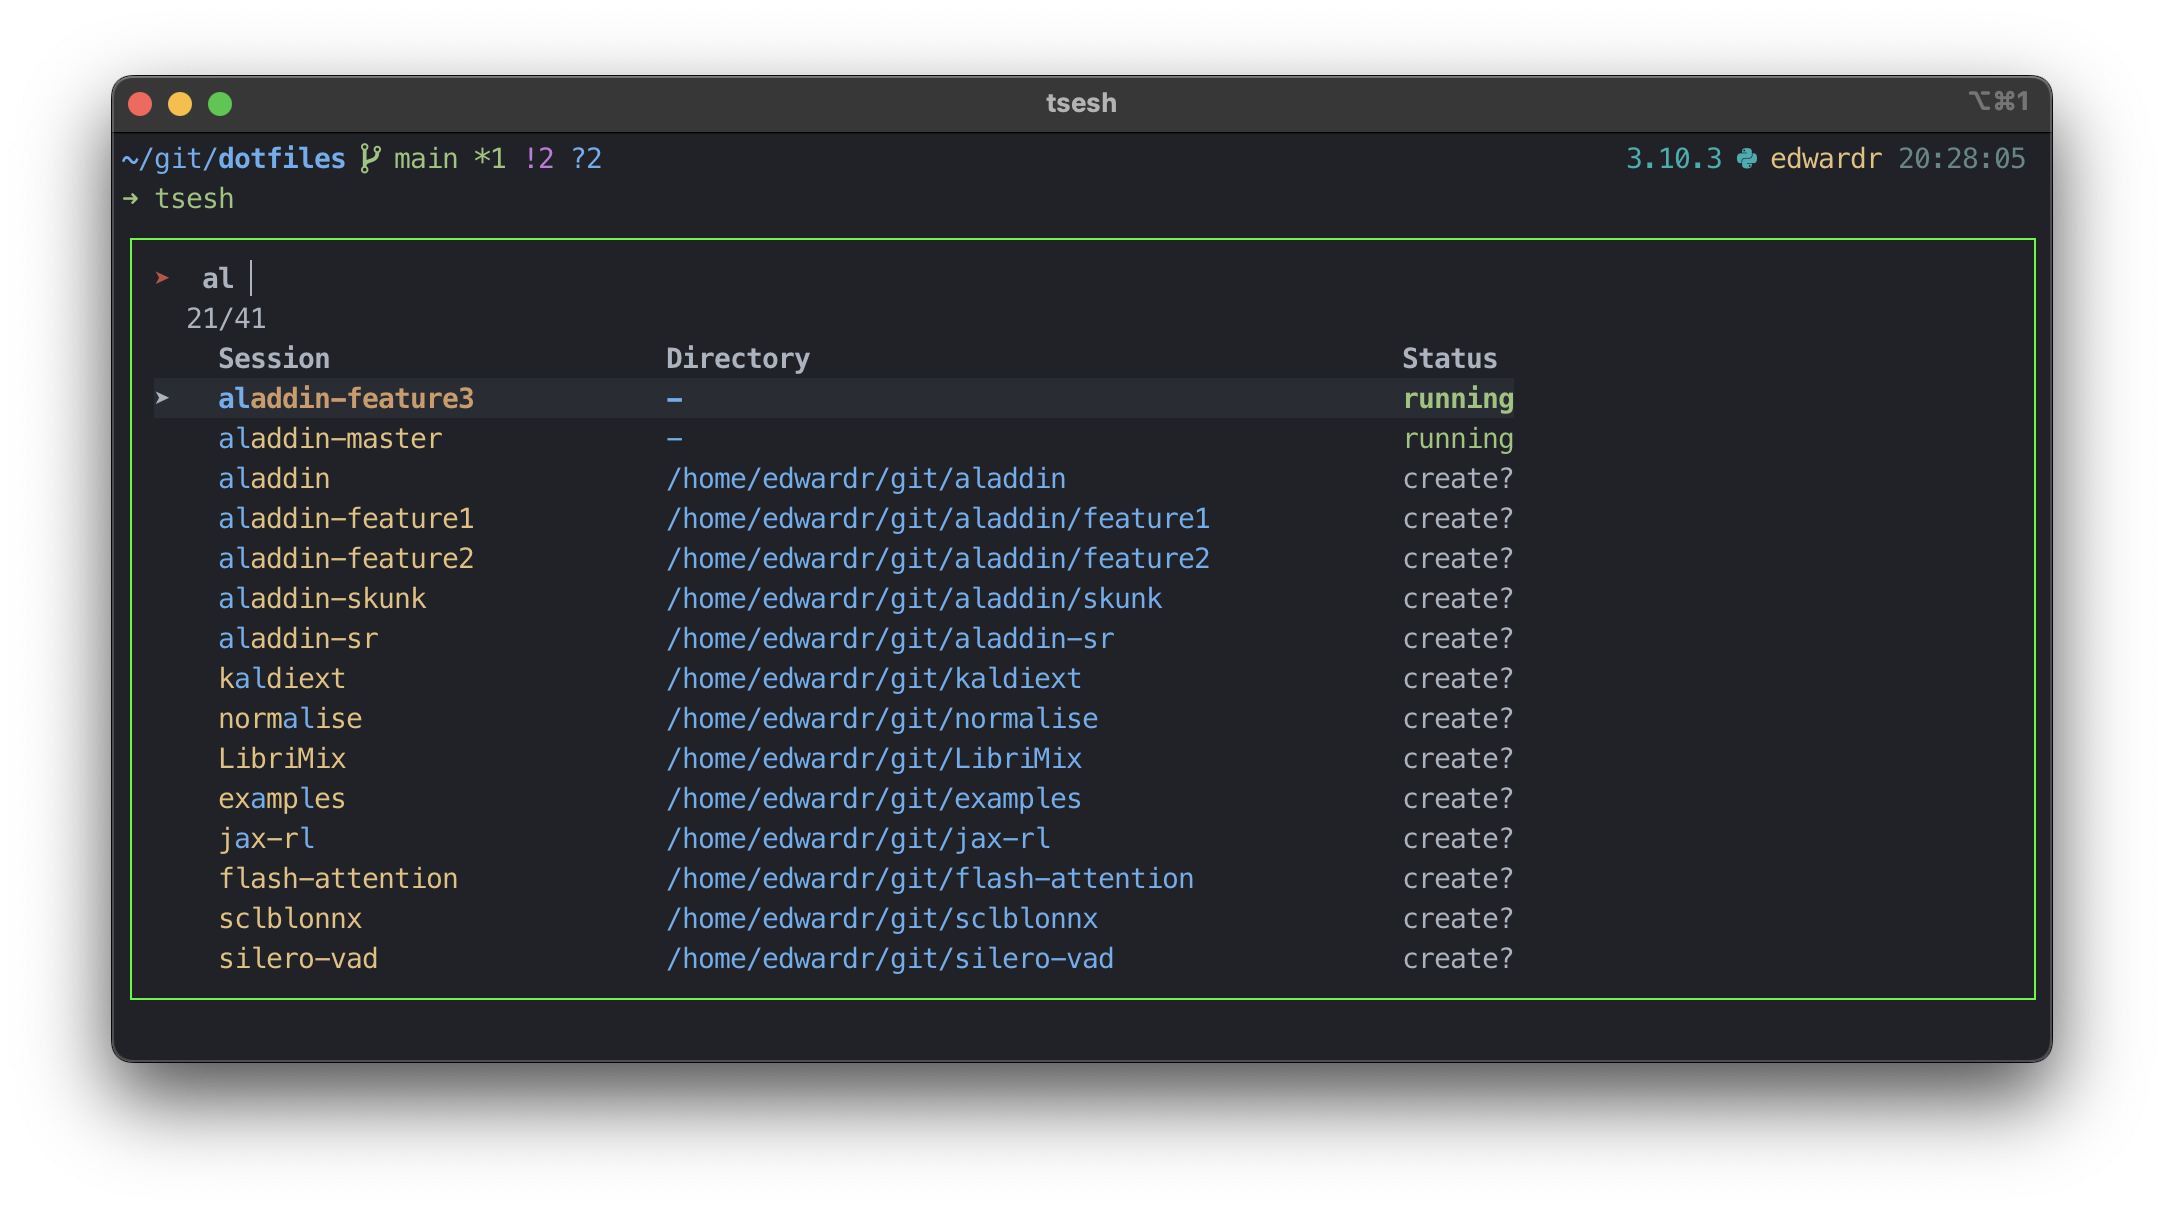 tsesh
⌥⌘1
~/git/dotfiles main *1 !2 ?2 3.10.3 edwardr 20:28:05
➜ tsesh
➤ al
21/41
Session Directory Status
➤ aladdin-feature3 - running
aladdin-master - running
aladdin /home/edwardr/git/aladdin create?
aladdin-feature1 /home/edwardr/git/aladdin/feature1 create?
aladdin-feature2 /home/edwardr/git/aladdin/feature2 create?
aladdin-skunk /home/edwardr/git/aladdin/skunk create?
aladdin-sr /home/edwardr/git/aladdin-sr create?
kaldiext /home/edwardr/git/kaldiext create?
normalise /home/edwardr/git/normalise create?
LibriMix /home/edwardr/git/LibriMix create?
examples /home/edwardr/git/examples create?
jax-rl /home/edwardr/git/jax-rl create?
flash-attention /home/edwardr/git/flash-attention create?
sclblonnx /home/edwardr/git/sclblonnx create?
silero-vad /home/edwardr/git/silero-vad create?